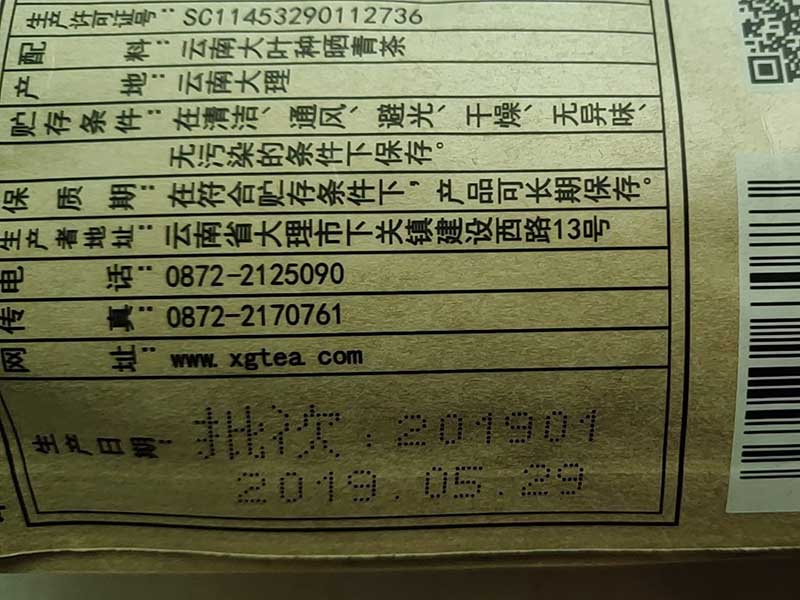 生产许可证号：SC11453290112736
配料：云南大叶种晒青茶
产地：云南大理
贮存条件：在清洁、通风、避光、干燥、无异味、
无污染的条件下保存。
保质期：在符合贮存条件下，产品可长期保存。
生产者地址：云南省大理市下关镇建设西路13号
电话：0872-2125090
传真：0872-2170761
网址：www.xgtea.com
生产日期：批次：201901
2019.05.29